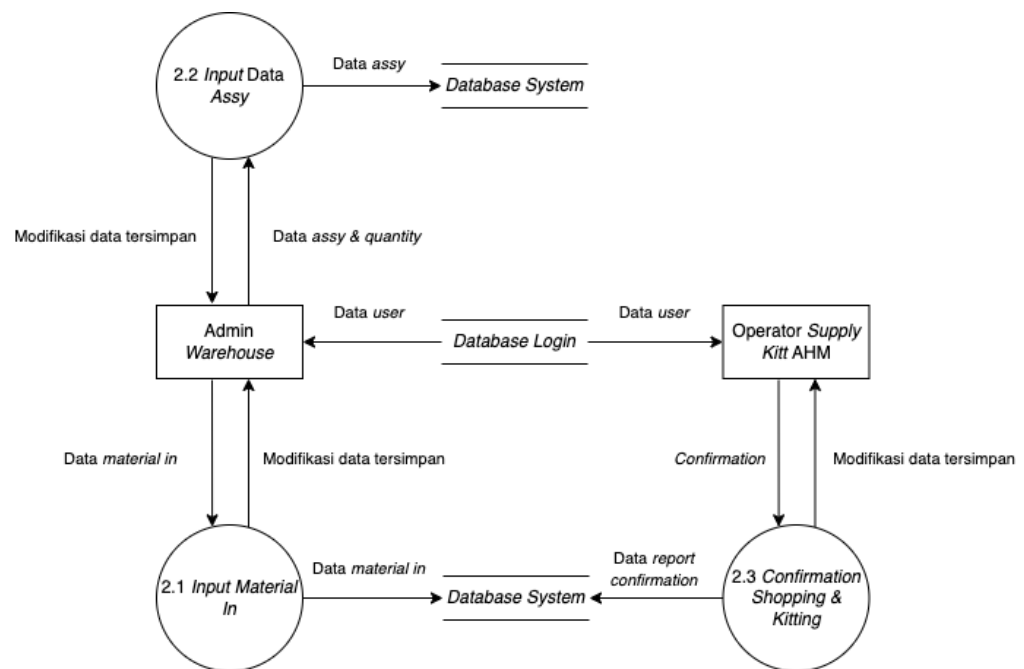 2.2 Input Data
Assy
Data assy
Database System
Modifikasi data tersimpan
Data assy & quantity
Admin
Warehouse
Data user
Database Login
Data user
Operator Supply
Kitt AHM
Data material in
Modifikasi data tersimpan
Confirmation
Modifikasi data tersimpan
2.1 Input Material
In
Data material in
Database System
Data report
confirmation
2.3 Confirmation
Shopping &
Kitting